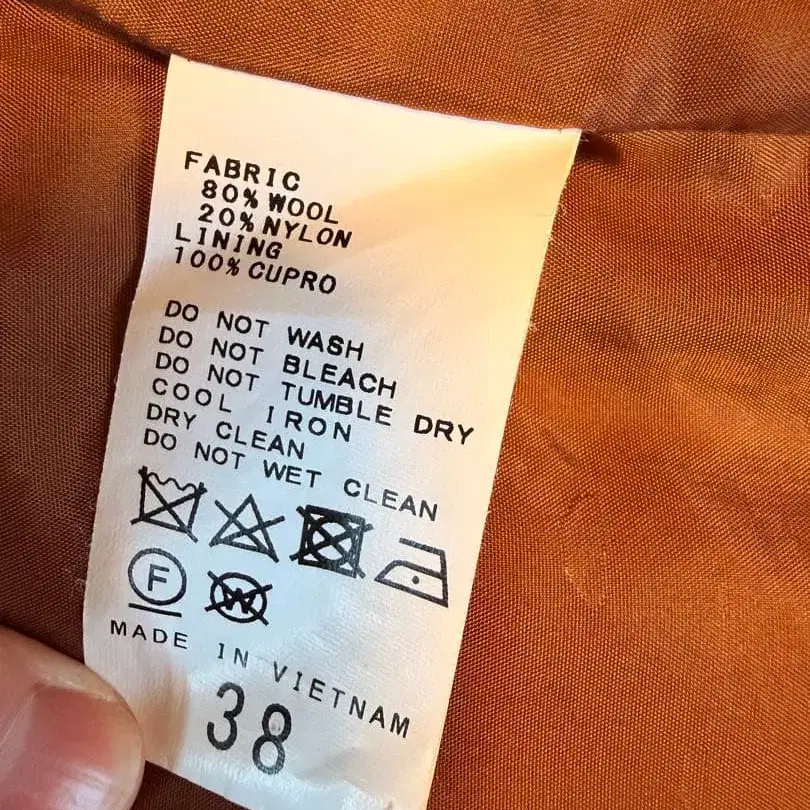 FABRIC
80% WOOL
20% NYLON
LINING
100% CUPRO
DO NOT WASH
DO NOT BLEACH
DO NOT TUMBLE DRY
COOL IRON
DRY CLEAN
DO NOT WET CLEAN
F W
MADE IN VIETNAM
38